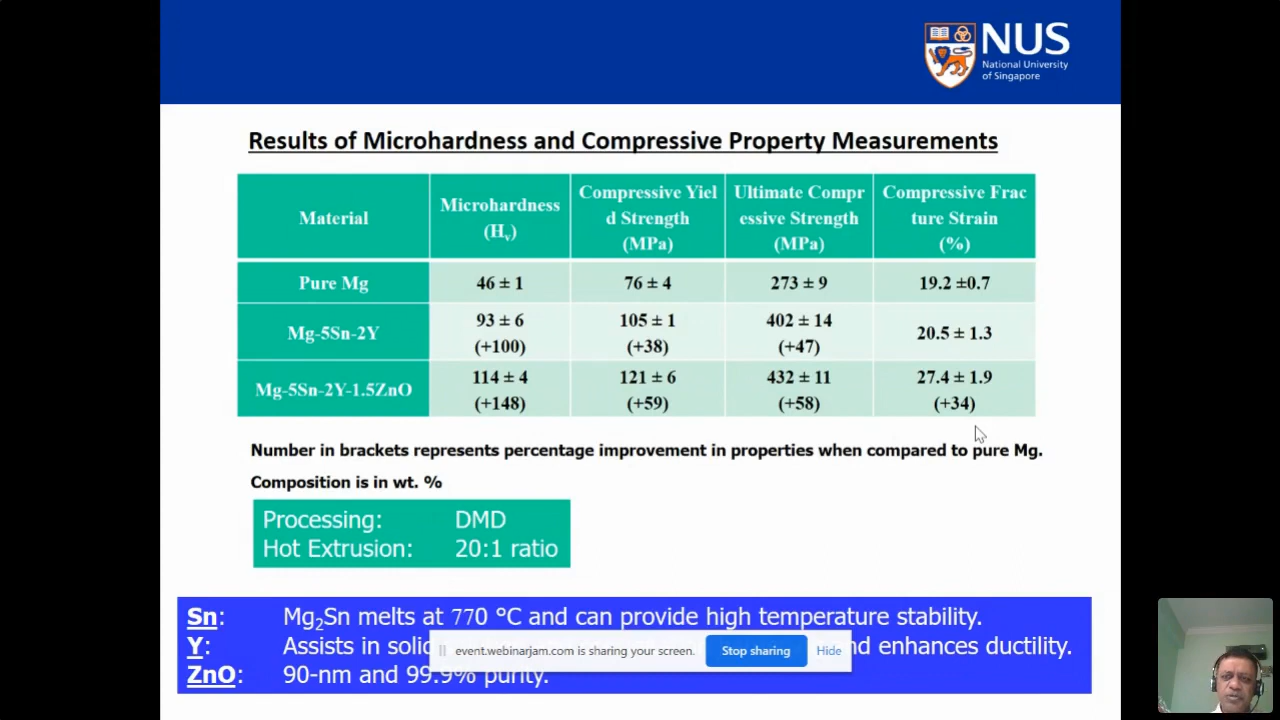 NUS
National University
of Singapore
Results of Microhardness and Compressive Property Measurements
Material
Microhardness
(Hv)
Compressive Yiel
d Strength
(MPa)
Ultimate Compr
essive Strength
(MPa)
Compressive Frac
ture Strain
(%)
Pure Mg
46 ± 1
76 ± 4
273 ± 9
19.2 ±0.7
Mg-5Sn-2Y
93 ± 6
(+100)
105 ± 1
(+38)
402 ± 14
(+47)
20.5 ± 1.3
Mg-5Sn-2Y-1.5ZnO
114 ± 4
(+148)
121 ± 6
(+59)
432 ± 11
(+58)
27.4 ± 1.9
(+34)
Number in brackets represents percentage improvement in properties when compared to pure Mg.
Composition is in wt. %
Processing: DMD
Hot Extrusion: 20:1 ratio
Sn: Mg₂Sn melts at 770 °C and can provide high temperature stability.
Y: Assists in solid and enhances ductility.
event.webinarjam.com is sharing your screen. Stop sharing Hide
ZnO: 90-nm and 99.9% purity.